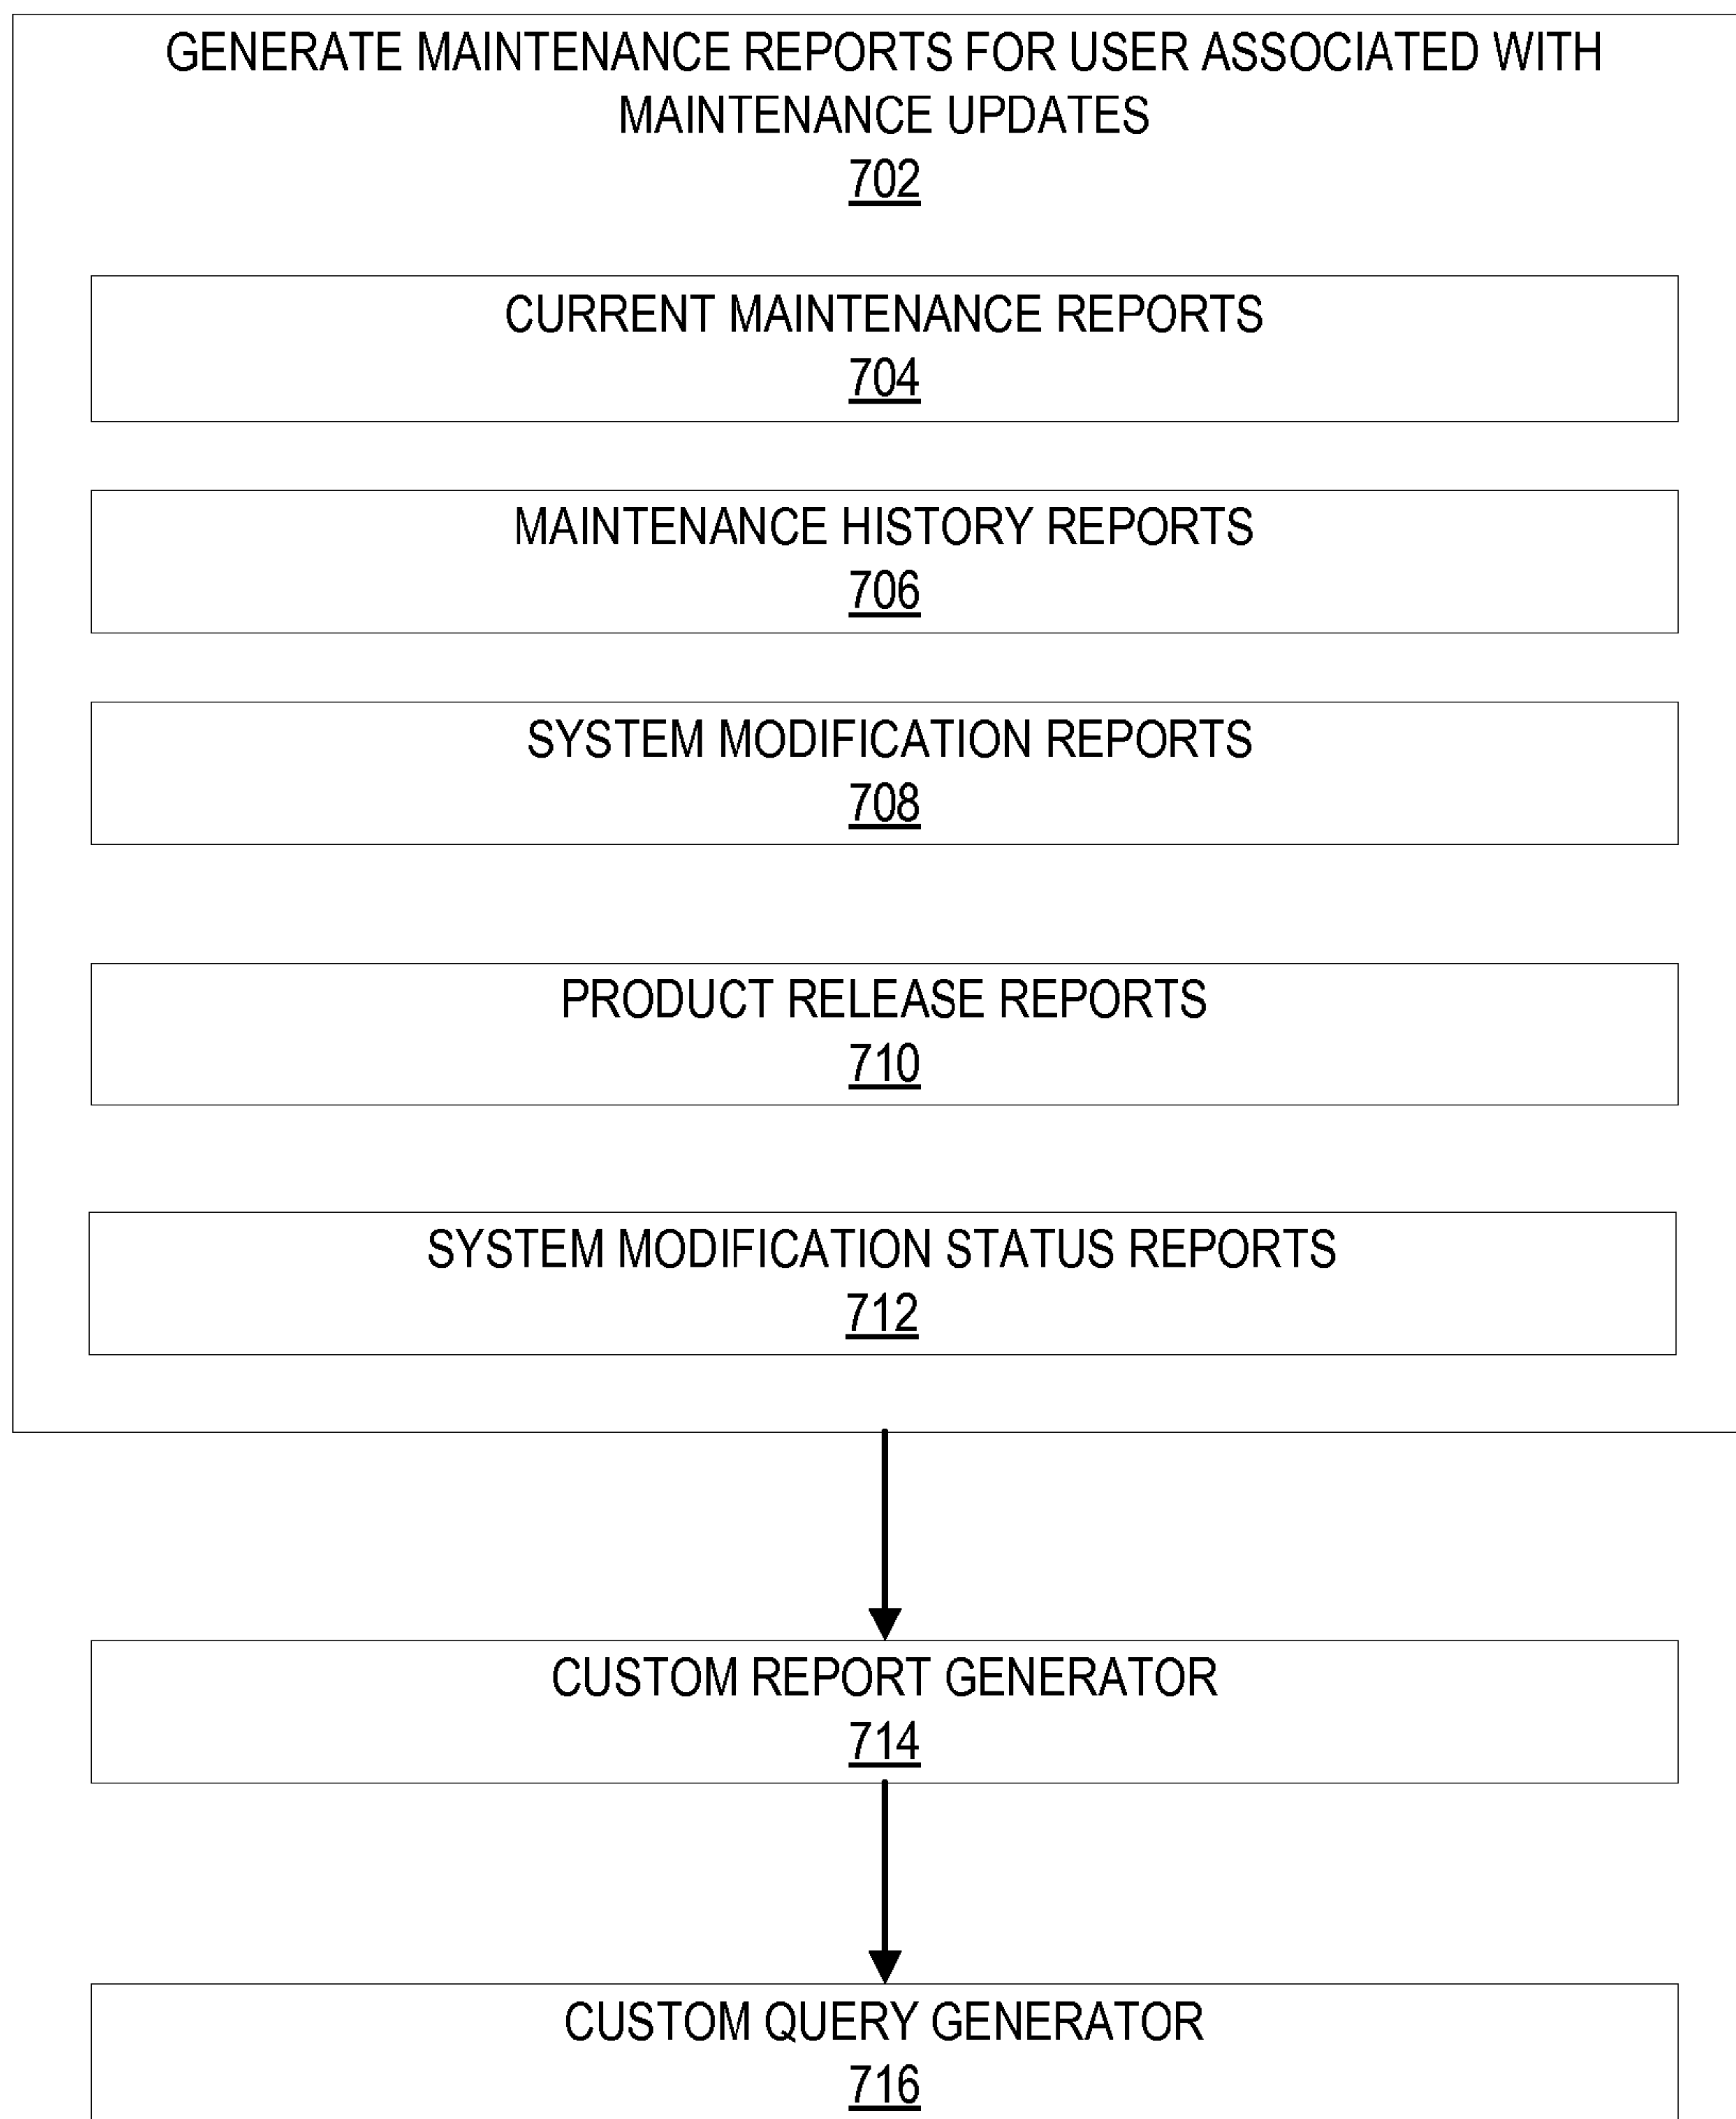 GENERATE MAINTENANCE REPORTS FOR USER ASSOCIATED WITH
MAINTENANCE UPDATES
702
CURRENT MAINTENANCE REPORTS
704
MAINTENANCE HISTORY REPORTS
706
SYSTEM MODIFICATION REPORTS
708
PRODUCT RELEASE REPORTS
710
SYSTEM MODIFICATION STATUS REPORTS
712
CUSTOM REPORT GENERATOR
714
CUSTOM QUERY GENERATOR
716